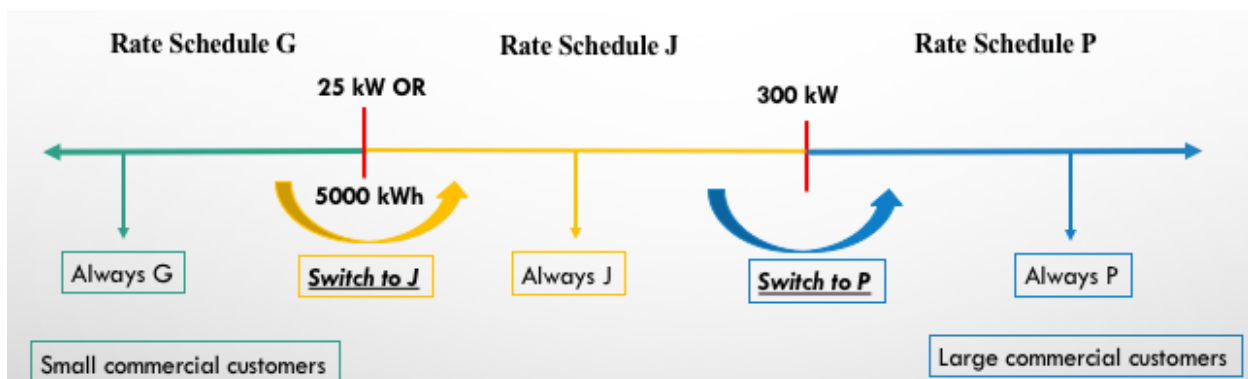 Rate Schedule G
Rate Schedule J
Rate Schedule P
25 kW OR
300 kW
5000 kWh
Always G
Switch to J
Always J
Switch to P
Always P
Small commercial customers
Large commercial customers